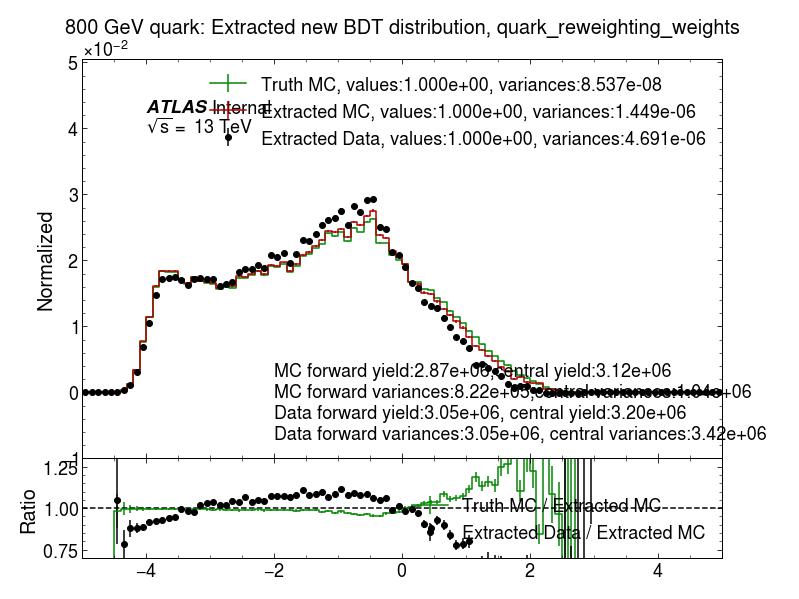 800 GeV quark: Extracted new BDT distribution, quark_reweighting_weights
×10⁻²
Truth MC, values:1.000e+00, variances:8.537e-08
ATLAS Internal
Extracted MC, values:1.000e+00, variances:1.449e-06
√s = 13 TeV
Extracted Data, values:1.000e+00, variances:4.691e-06
5
4
3
2
1
0
Normalized
MC forward yield:2.87e+06, central yield:3.12e+06
MC forward variances:8.22e+05, central variances:1.04e+06
Data forward yield:3.05e+06, central yield:3.20e+06
Data forward variances:3.05e+06, central variances:3.42e+06
1.25
1.00
0.75
Ratio
Truth MC / Extracted MC
Extracted Data / Extracted MC
−4 −2 0 2 4